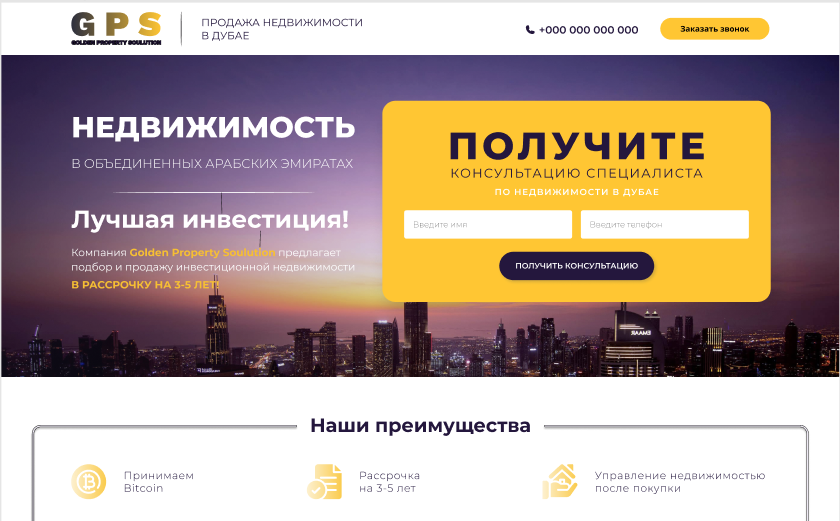 GPS
GOLDEN PROPERTY SOULUTION
ПРОДАЖА НЕДВИЖИМОСТИ
В ДУБАЕ
+000 000 000 000
Заказать звонок
НЕДВИЖИМОСТЬ
В ОБЪЕДИНЕННЫХ АРАБСКИХ ЭМИРАТАХ
Лучшая инвестиция!
Компания Golden Property Soulution предлагает
подбор и продажу инвестиционной недвижимости
В РАССРОЧКУ НА 3-5 ЛЕТ!
ПОЛУЧИТЕ
КОНСУЛЬТАЦИЮ СПЕЦИАЛИСТА
ПО НЕДВИЖИМОСТИ В ДУБАЕ
Введите имя
Введите телефон
ПОЛУЧИТЬ КОНСУЛЬТАЦИЮ
Наши преимущества
Принимаем
Bitcoin
Рассрочка
на 3-5 лет
Управление недвижимостью
после покупки